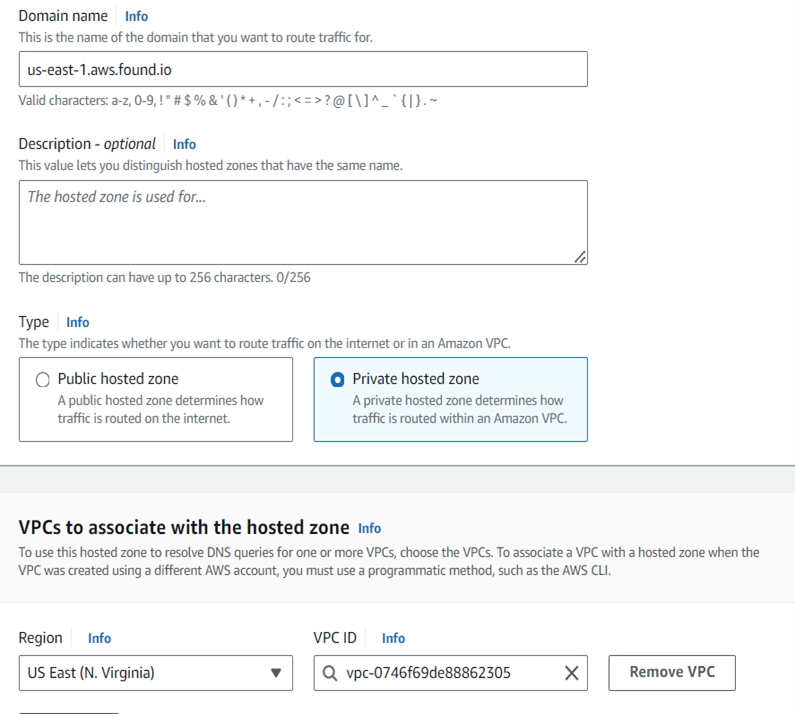 Domain name Info
This is the name of the domain that you want to route traffic for.
us-east-1.aws.found.io
Valid characters: a-z, 0-9, ! " # $ % & ' ( ) * + , - / : ; < = > ? @ [ \ ] ^ _ ` { | } . ~
Description - optional Info
This value lets you distinguish hosted zones that have the same name.
The hosted zone is used for...
The description can have up to 256 characters. 0/256
Type Info
The type indicates whether you want to route traffic on the internet or in an Amazon VPC.
Public hosted zone
A public hosted zone determines how
traffic is routed on the internet.
Private hosted zone
A private hosted zone determines how
traffic is routed within an Amazon VPC.
VPCs to associate with the hosted zone Info
To use this hosted zone to resolve DNS queries for one or more VPCs, choose the VPCs. To associate a VPC with a hosted zone when the
VPC was created using a different AWS account, you must use a programmatic method, such as the AWS CLI.
Region Info
VPC ID Info
US East (N. Virginia)
vpc-0746f69de88862305
Remove VPC